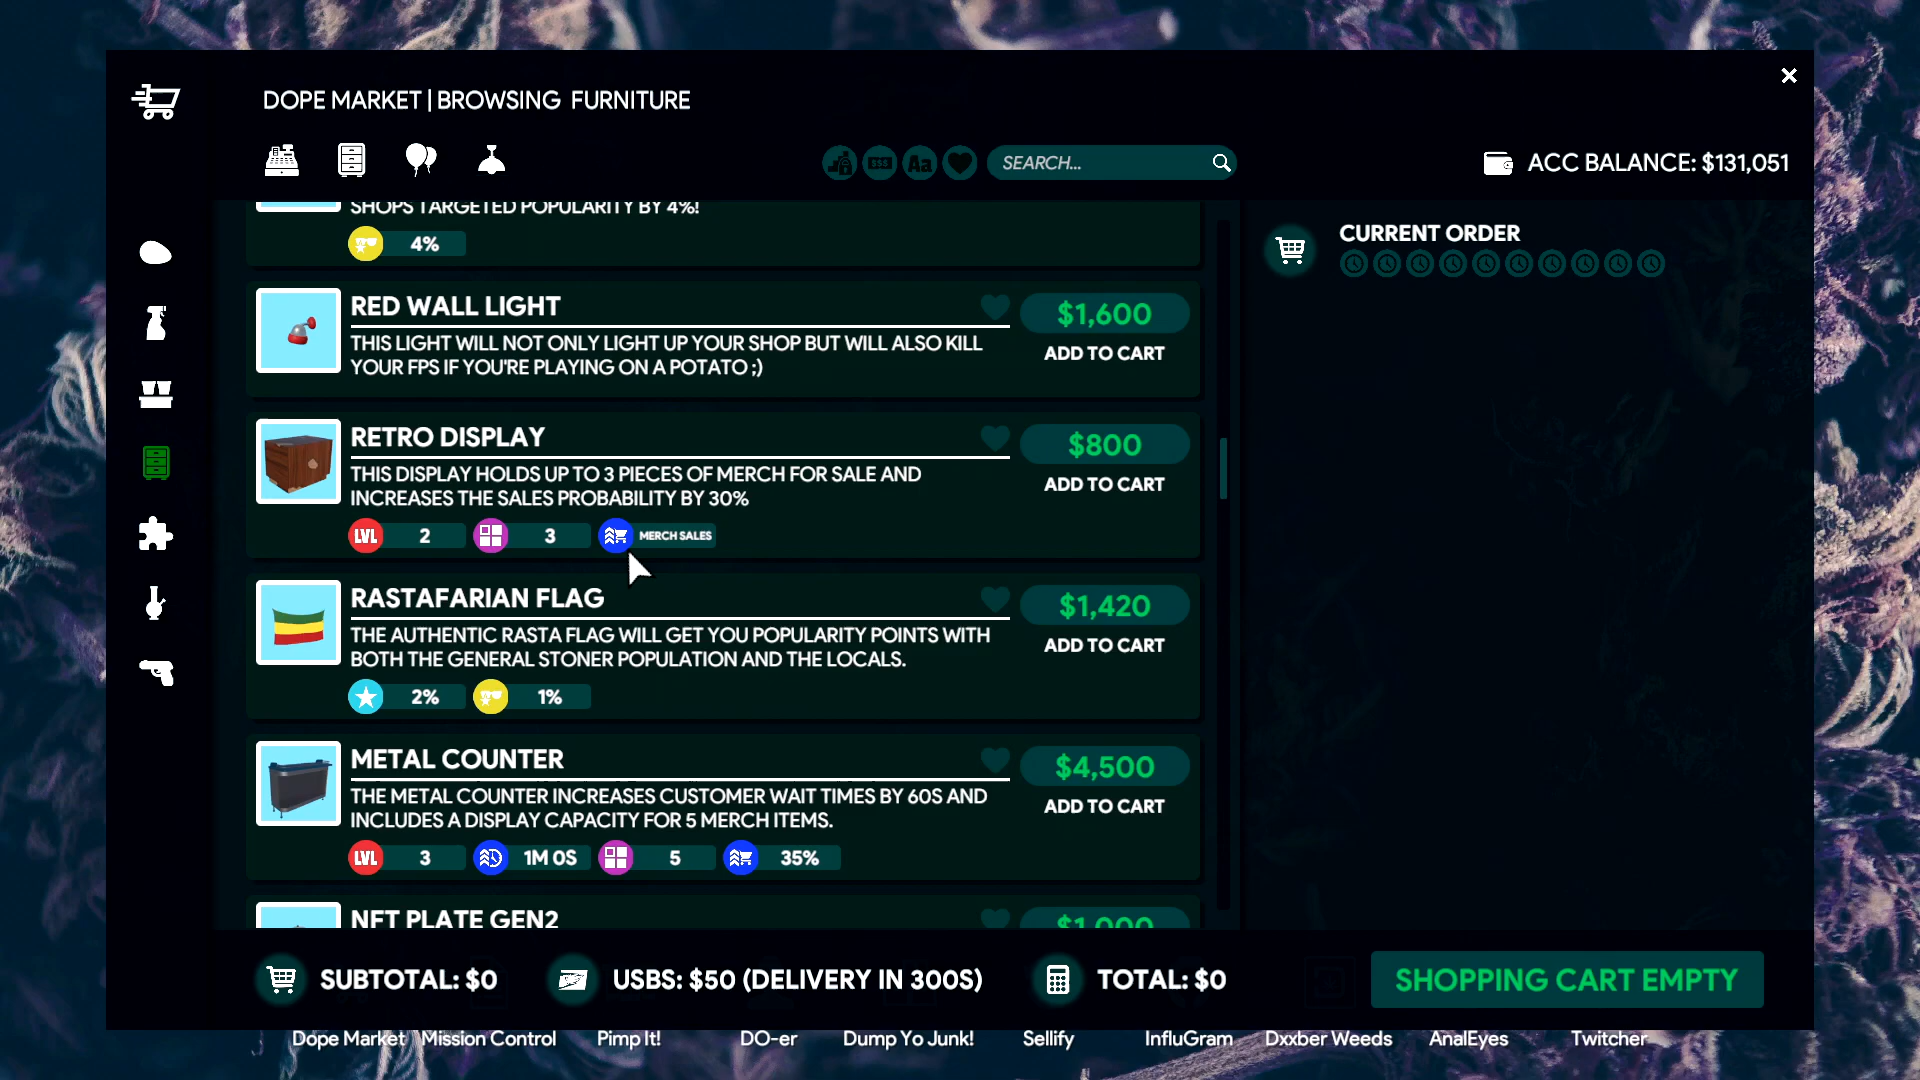 DOPE MARKET | BROWSING FURNITURE
$$$
Aa
SEARCH...
ACC BALANCE: $131,051
SHOPS TARGETED POPULARITY BY 4%!
4%
CURRENT ORDER
RED WALL LIGHT
$1,600
THIS LIGHT WILL NOT ONLY LIGHT UP YOUR SHOP BUT WILL ALSO KILL
YOUR FPS IF YOU'RE PLAYING ON A POTATO ;)
ADD TO CART
RETRO DISPLAY
$800
THIS DISPLAY HOLDS UP TO 3 PIECES OF MERCH FOR SALE AND
INCREASES THE SALES PROBABILITY BY 30%
ADD TO CART
LVL 2 3 MERCH SALES
RASTAFARIAN FLAG
$1,420
THE AUTHENTIC RASTA FLAG WILL GET YOU POPULARITY POINTS WITH
BOTH THE GENERAL STONER POPULATION AND THE LOCALS.
ADD TO CART
2% 1%
METAL COUNTER
$4,500
THE METAL COUNTER INCREASES CUSTOMER WAIT TIMES BY 60S AND
INCLUDES A DISPLAY CAPACITY FOR 5 MERCH ITEMS.
ADD TO CART
LVL 3 1M 0S 5 35%
NFT PLATE GEN2
$1,000
SUBTOTAL: $0
USBS: $50 (DELIVERY IN 300S)
TOTAL: $0
SHOPPING CART EMPTY
Dope Market Mission Control Pimp It! DO-er Dump Yo Junk! Sellify InfluGram Dxxber Weeds AnalEyes Twitcher